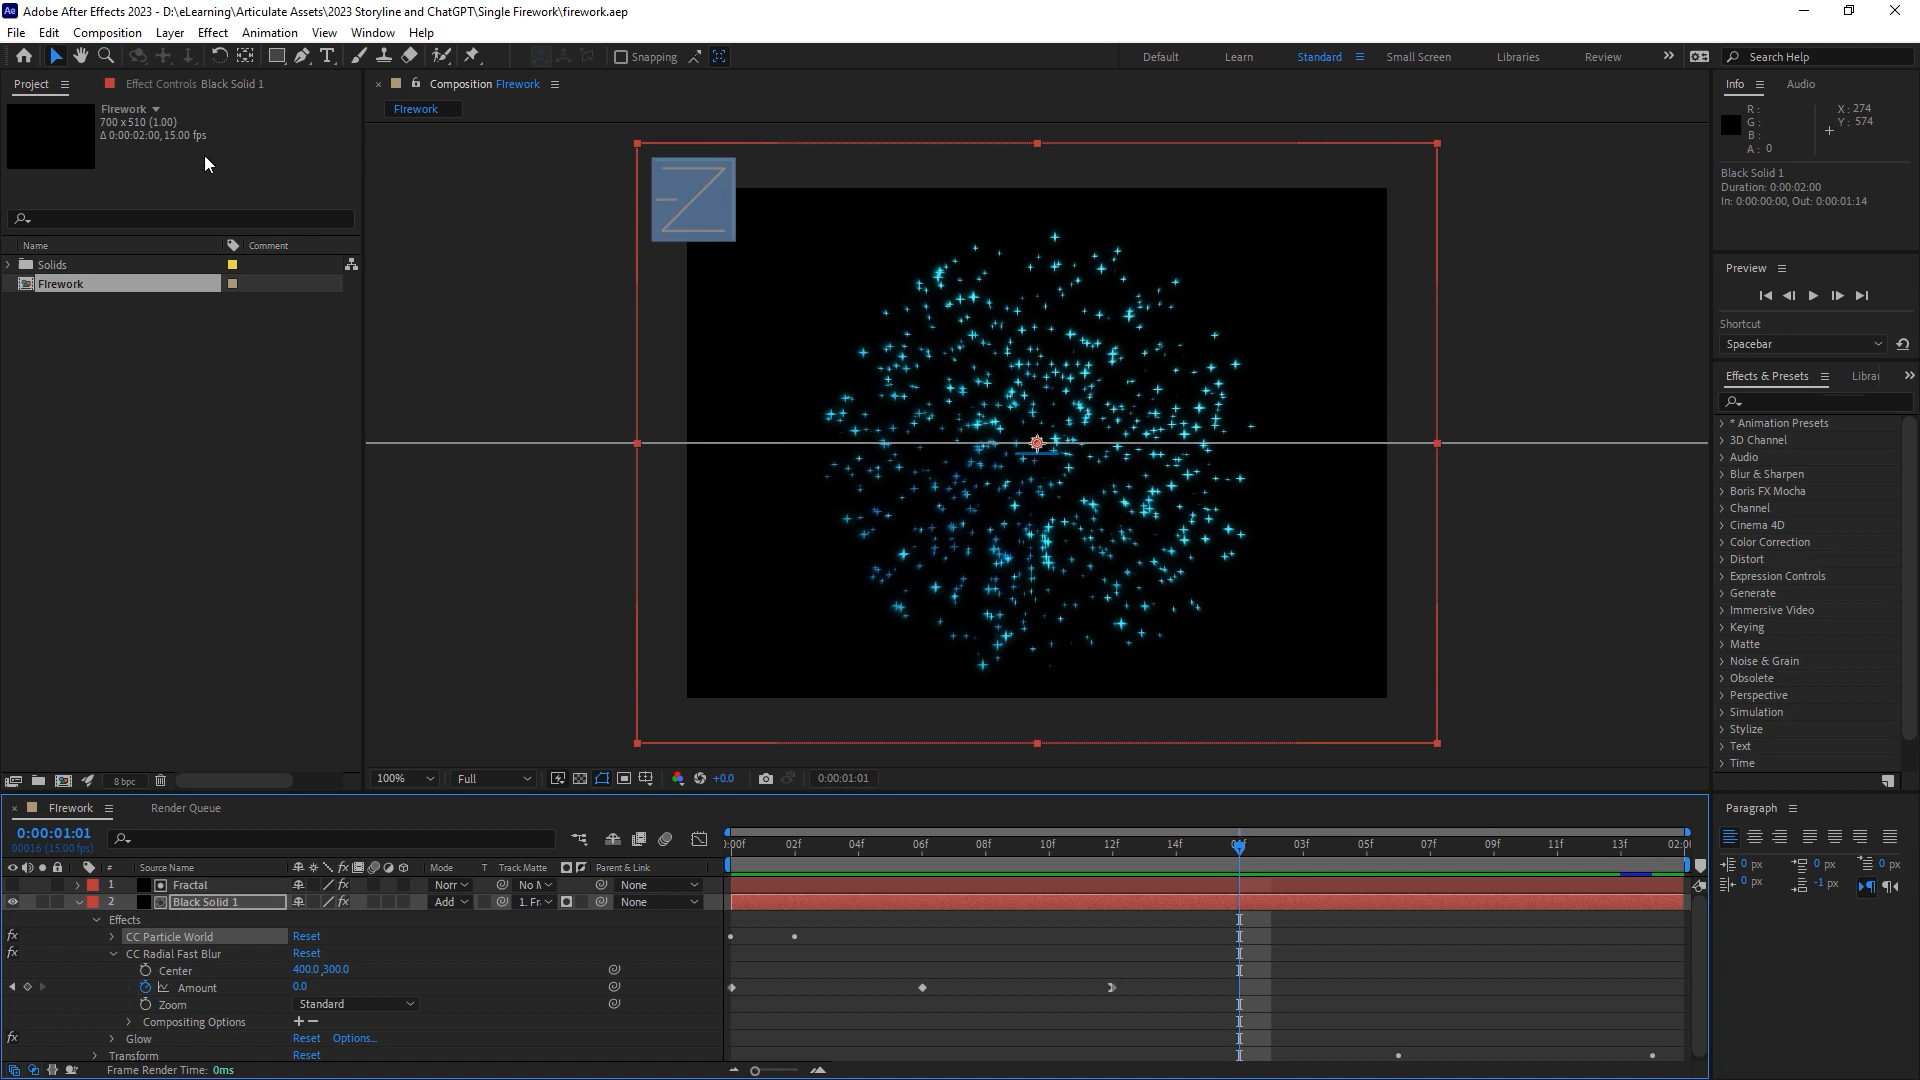 Ae Adobe After Effects 2023 - D:\eLearning\Articulate Assets\2023 Storyline and ChatGPT\Single Firework\firework.aep
File Edit Composition Layer Effect Animation View Window Help
Snapping
Default Learn Standard Small Screen Libraries Review Search Help
Project Effect Controls Black Solid 1
FIrework
700 x 510 (1.00)
Δ 0:00:02:00, 15.00 fps
Name Comment
Solids
FIrework
8 bpc
Composition FIrework
FIrework
Z
100% Full +0.0 0:00:01:01
Info Audio
R :
G :
B :
A : 0
X : 274
Y : 574
Black Solid 1
Duration: 0:00:02:00
In: 0:00:00:00, Out: 0:00:01:14
Preview
Shortcut
Spacebar
Effects & Presets Librar
* Animation Presets
3D Channel
Audio
Blur & Sharpen
Boris FX Mocha
Channel
Cinema 4D
Color Correction
Distort
Expression Controls
Generate
Immersive Video
Keying
Matte
Noise & Grain
Obsolete
Perspective
Simulation
Stylize
Text
Time
Paragraph
0 px 0 px 0 px
0 px -1 px
FIrework Render Queue
0:00:01:01
00016 (15.00 fps)
# Source Name Mode T Track Matte Parent & Link
1 Fractal Norr No M None
2 Black Solid 1 Add 1. Fr None
Effects
CC Particle World Reset
CC Radial Fast Blur Reset
Center 400.0,300.0
Amount 0.0
Zoom Standard
Compositing Options + −
Glow Reset Options...
Transform Reset
Frame Render Time: 0ms
:00f 02f 04f 06f 08f 10f 12f 14f 03f 05f 07f 09f 11f 13f 02:0